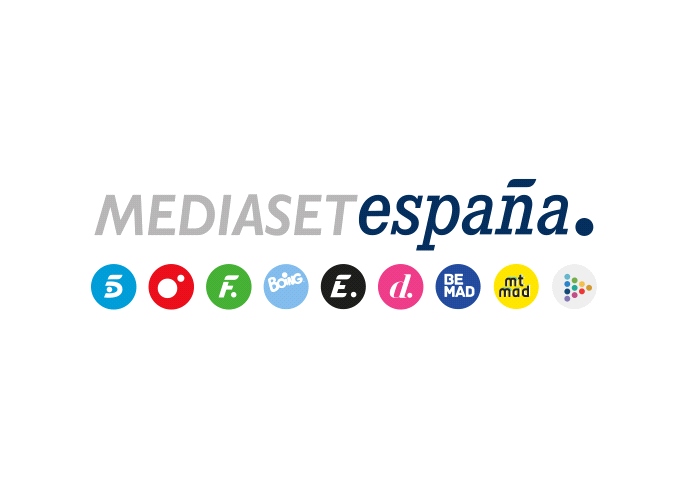 MEDIASETespaña.
5 F. BOiNG E. d. BE MAD mt mad